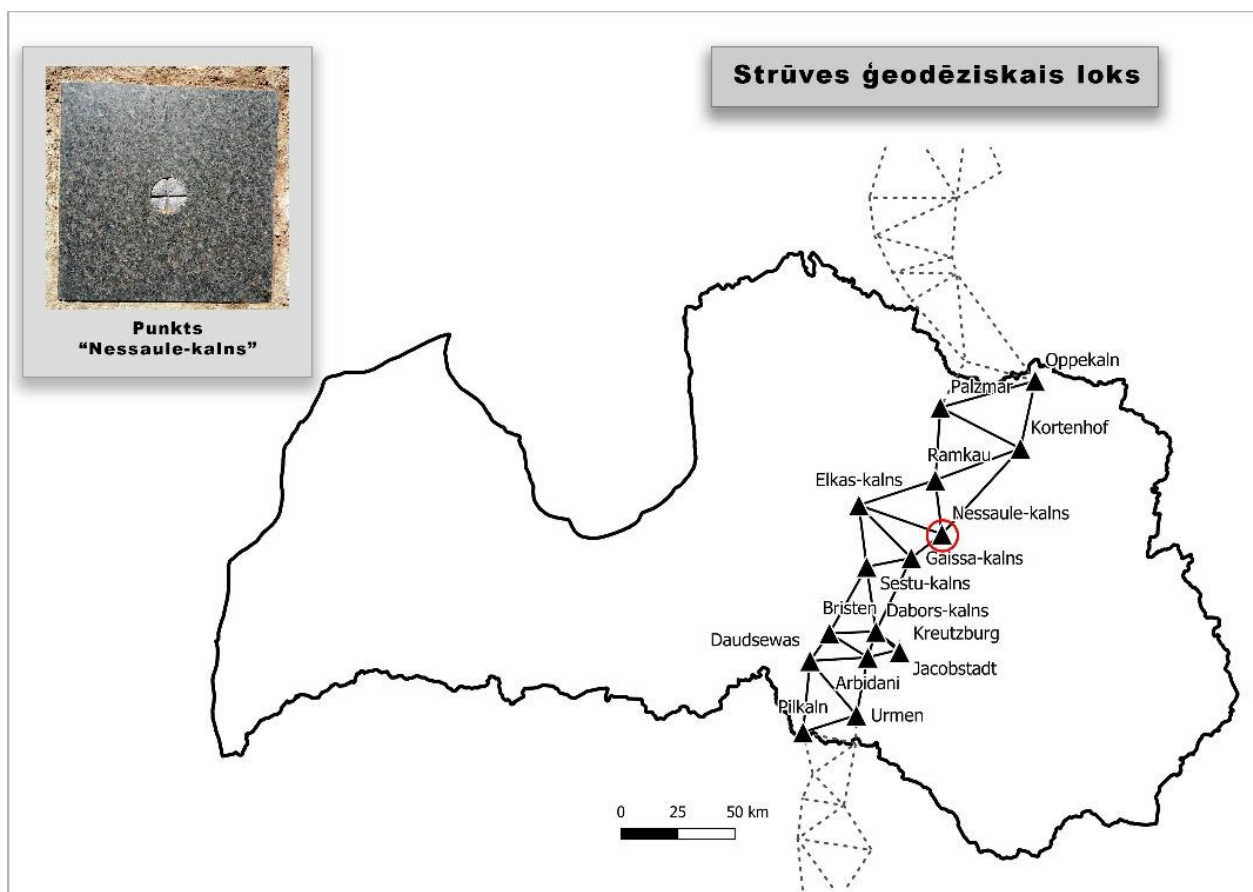 Strūves ģeodēziskais loks
Punkts
“Nessaule-kalns”
Oppekaln
Palzmar
Kortenhof
Ramkau
Elkas-kalns
Nessaule-kalns
Gaissa-kalns
Sestu-kalns
Bristen
Dabors-kalns
Kreutzburg
Daudsewas
Jacobstadt
Arbidani
Pilkaln
Urmen
0 25 50 km